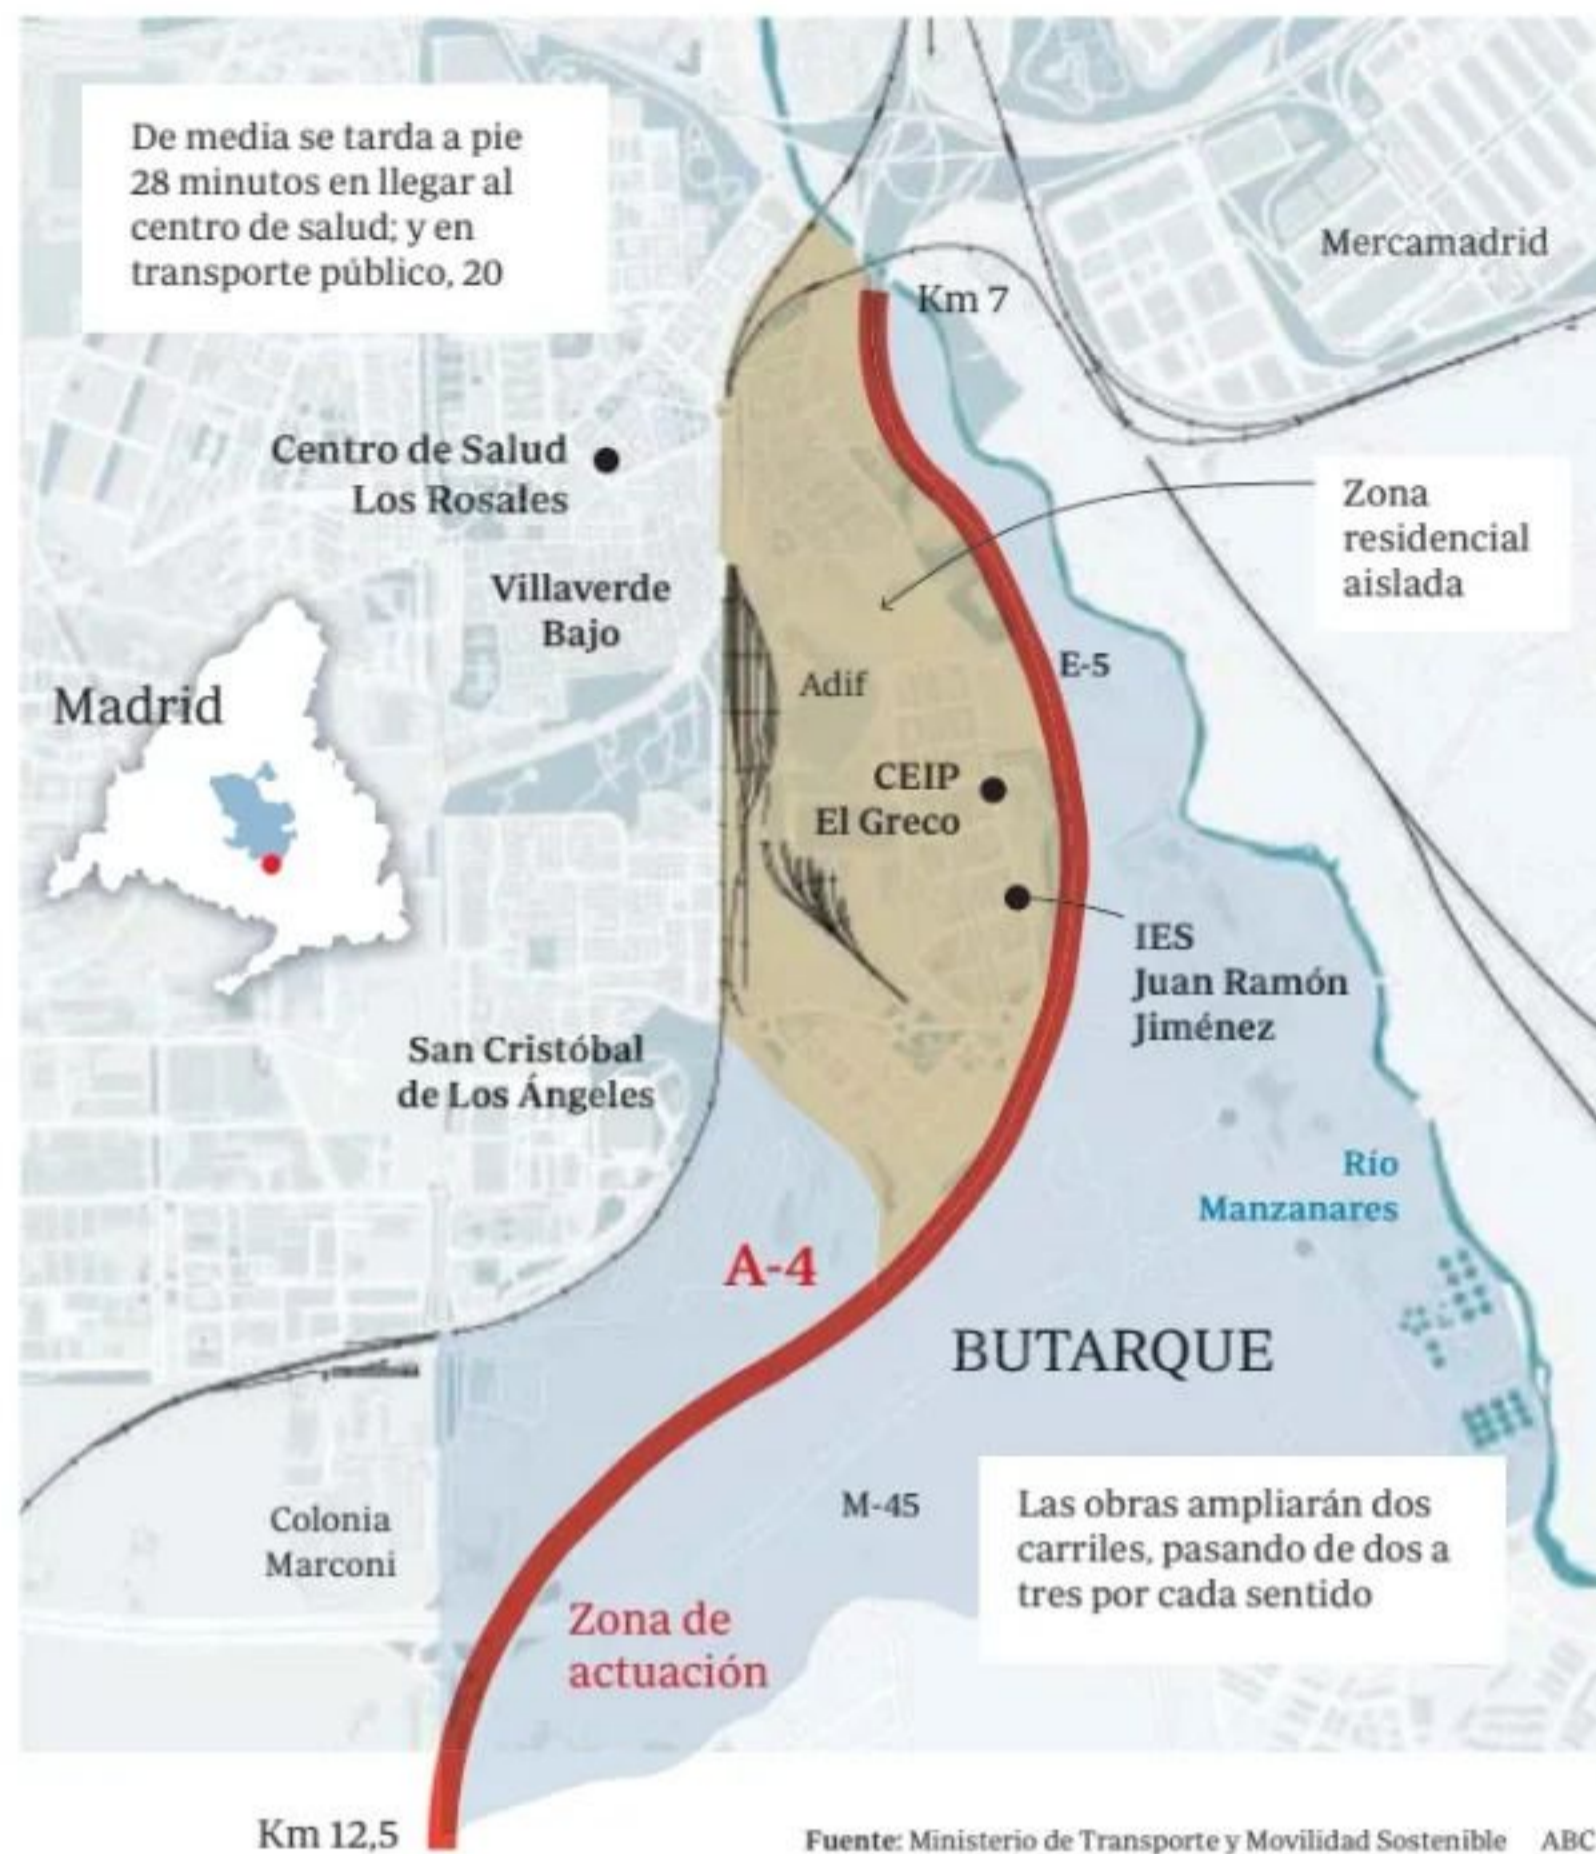 De media se tarda a pie
28 minutos en llegar al
centro de salud; y en
transporte público, 20
Mercamadrid
Km 7
Centro de Salud
Los Rosales
Zona
residencial
aislada
Villaverde
Bajo
E-5
Adif
Madrid
CEIP
El Greco
IES
Juan Ramón
Jiménez
San Cristóbal
de Los Ángeles
Río
Manzanares
A-4
BUTARQUE
M-45
Las obras ampliarán dos
carriles, pasando de dos a
tres por cada sentido
Colonia
Marconi
Zona de
actuación
Km 12,5
Fuente: Ministerio de Transporte y Movilidad Sostenible ABC